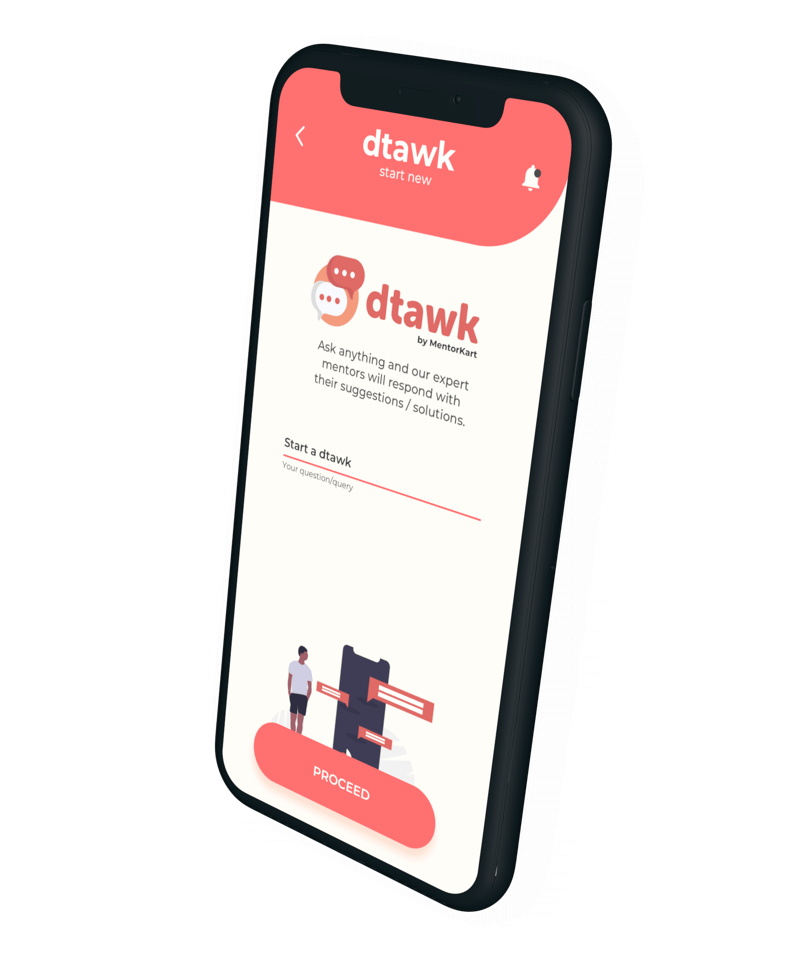 dtawk
start new
dtawk
by MentorKart
Ask anything and our expert
mentors will respond with
their suggestions / solutions.
Start a dtawk
Your question/query
PROCEED